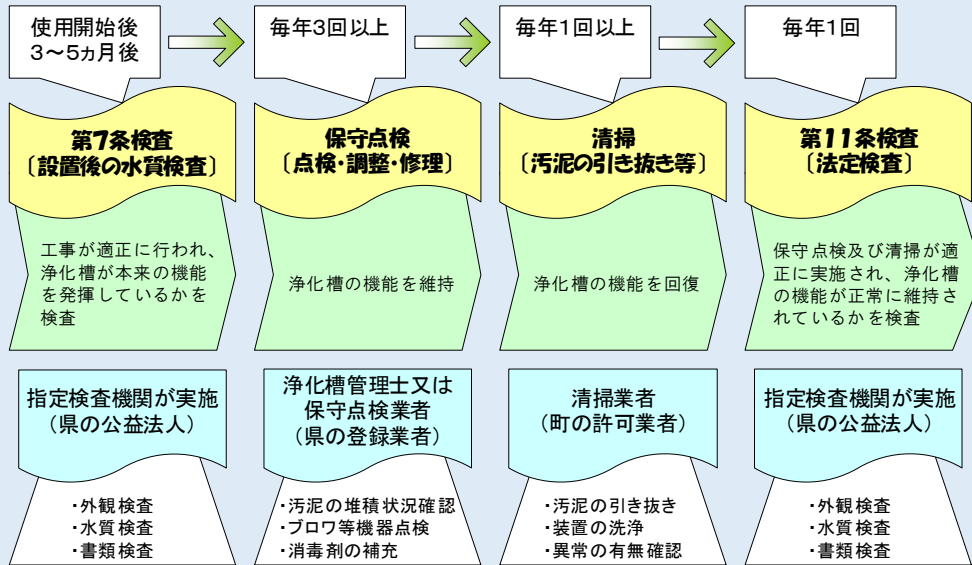 使用開始後
3～5ヵ月後
第7条検査
〔設置後の水質検査〕
工事が適正に行われ、
浄化槽が本来の機能
を発揮しているかを
検査
指定検査機関が実施
（県の公益法人）
・外観検査
・水質検査
・書類検査
毎年3回以上
保守点検
〔点検・調整・修理〕
浄化槽の機能を維持
浄化槽管理士又は
保守点検業者
（県の登録業者）
・汚泥の堆積状況確認
・ブロワ等機器点検
・消毒剤の補充
毎年1回以上
清掃
〔汚泥の引き抜き等〕
浄化槽の機能を回復
清掃業者
（町の許可業者）
・汚泥の引き抜き
・装置の洗浄
・異常の有無確認
毎年1回
第11条検査
〔法定検査〕
保守点検及び清掃が適
正に実施され、浄化槽
の機能が正常に維持さ
れているかを検査
指定検査機関が実施
（県の公益法人）
・外観検査
・水質検査
・書類検査